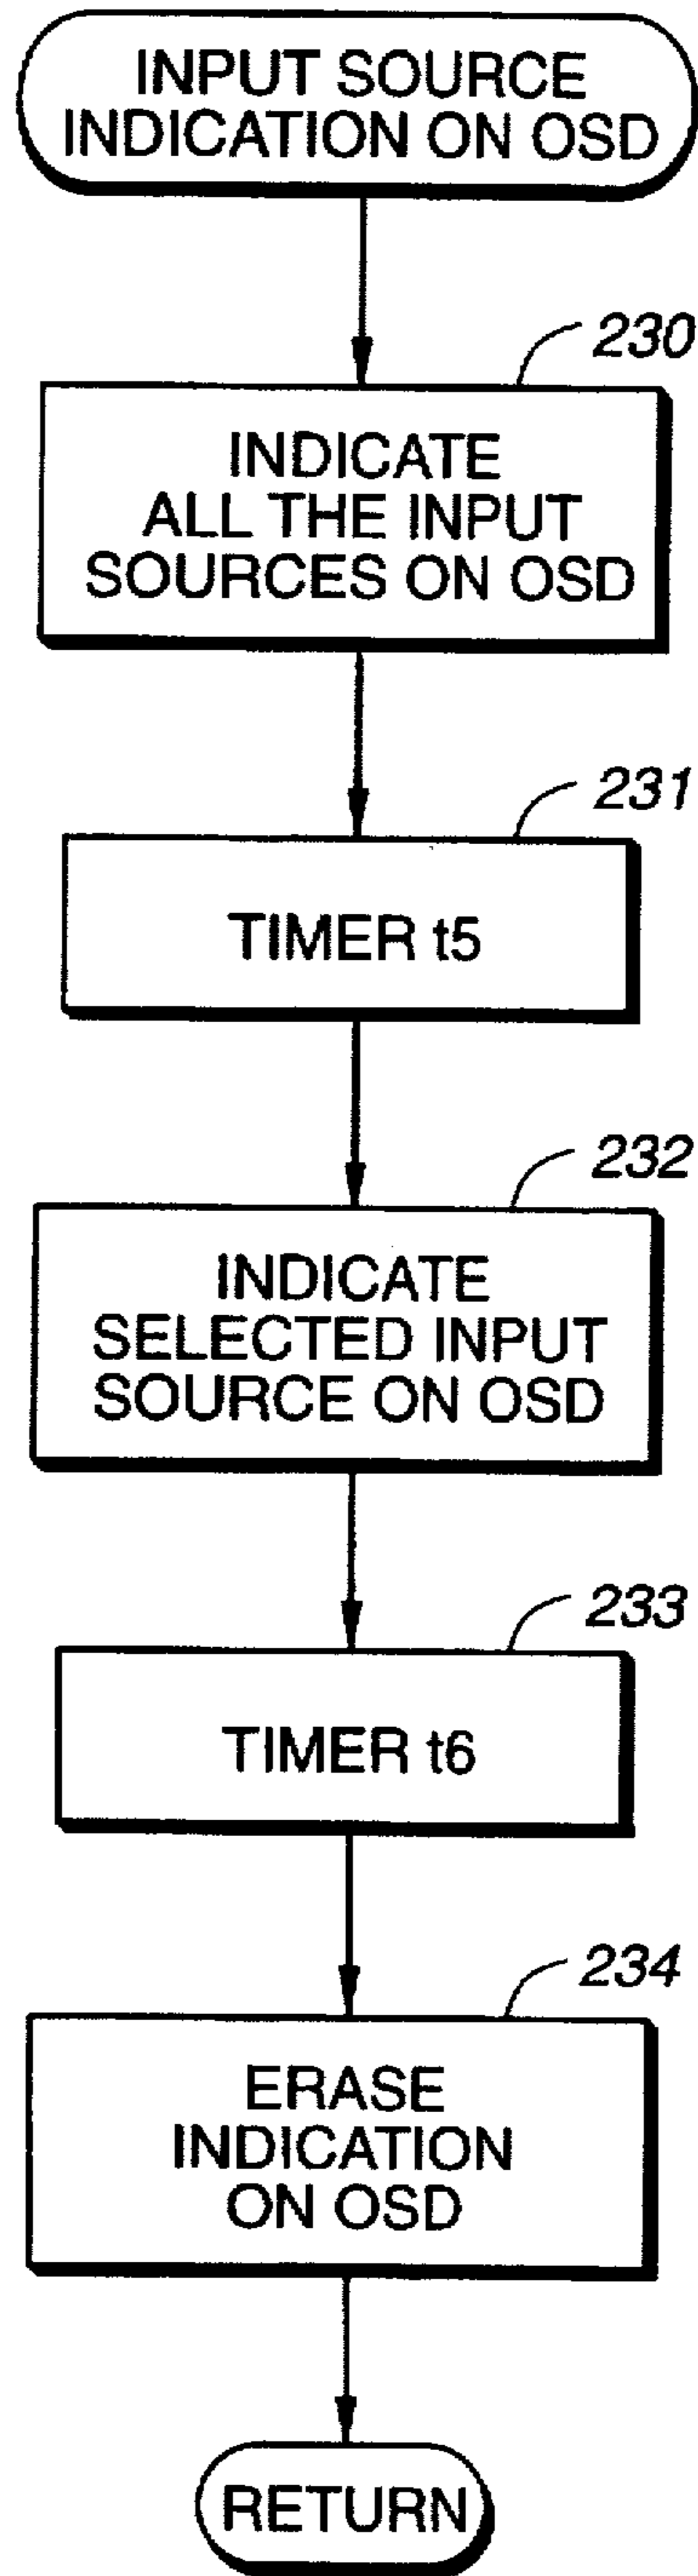 INPUT SOURCE
INDICATION ON OSD
230
INDICATE
ALL THE INPUT
SOURCES ON OSD
231
TIMER t5
232
INDICATE
SELECTED INPUT
SOURCE ON OSD
233
TIMER t6
234
ERASE
INDICATION
ON OSD
RETURN